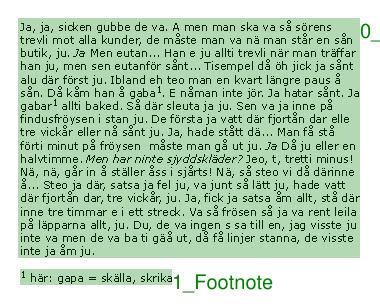 Ja, ja, sicken gubbe de va. A men man ska va så sörens
trevli mot alla kunder, de måste man va nä man står en sån
butik, ju. Ja Men eutan... Han e ju allti trevli när man träffar
han ju, men sen eutanför sånt... Tisempel då öh jick ja sånt
alu där först ju. Ibland eh teo man en kvart längre paus å
sån. Då kåm han å gaba¹. E nåman inte jör. Ja hatar sånt. Ja
gabar¹ allti baked. Så där sleuta ja ju. Sen va ja inne på
findusfröysen i stan ju. De första ja vatt där fjortån dar elle
tre vickår eller nå sånt ju. Ja, hade stått dä... Man få stå
förti minut på fröysen måste man gå ut ju. Ja Då ju eller en
halvtimme. Men har ninte sjyddskläder? Jeo, t, tretti minus!
Nä, nä, går in å ställer åss i sjårts! Nä, så steo vi då därinne
å... Steo ja där, satsa ja fel ju, va junt så lätt ju, hade vatt
där fjortån dar, tre vickår, ju. Ja, fick ja satsa åm allt, stå där
inne tre timmar e i ett streck. Va så frösen så ja va rent leila
på läpparna allt, ju. Du, de va ingen s sa till en, jag visste ju
inte va men de va ba ti gäå ut, då få linjer stanna, de visste
inte ja åm ju.
0_
¹ här: gapa = skälla, skrika
1_Footnote